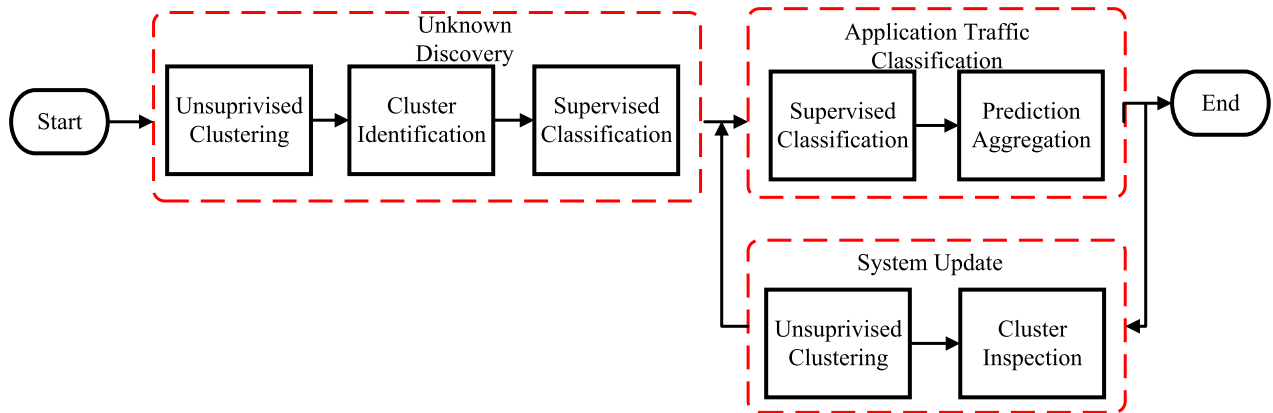 Start
Unknown
Discovery
Unsuprivised
Clustering
Cluster
Identification
Supervised
Classification
Application Traffic
Classification
Supervised
Classification
Prediction
Aggregation
End
System Update
Unsuprivised
Clustering
Cluster
Inspection